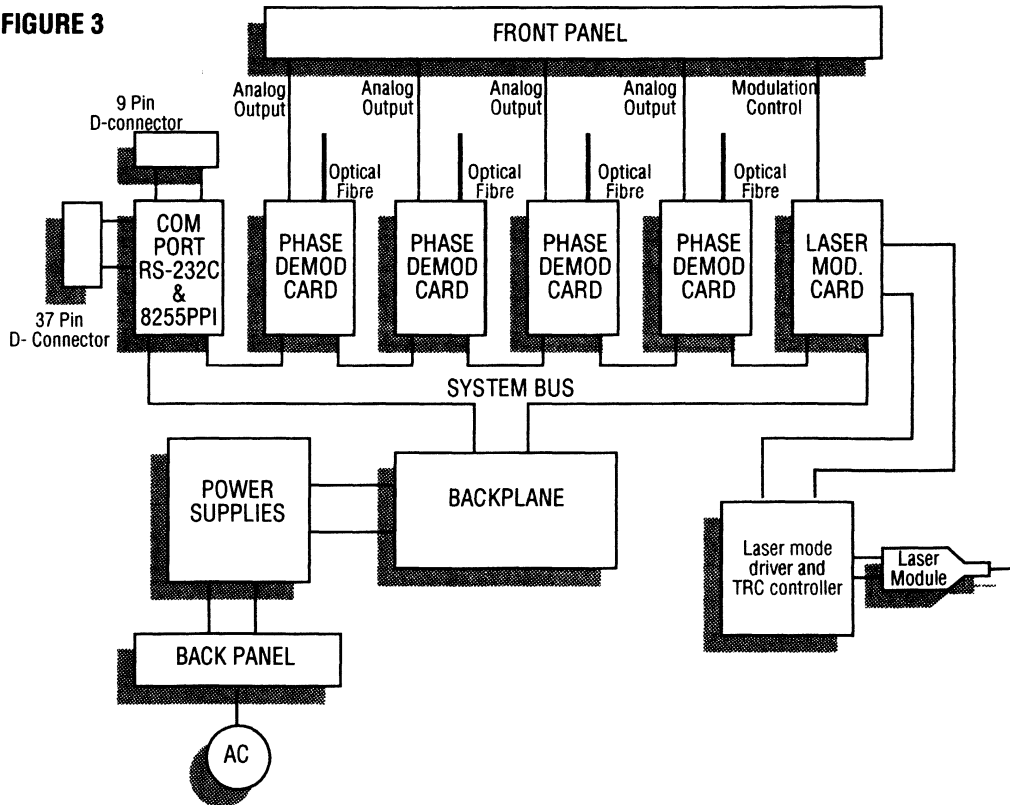 FIGURE 3
FRONT PANEL
Analog
Output
Analog
Output
Analog
Output
Analog
Output
Modulation
Control
9 Pin
D-connector
Optical
Fibre
Optical
Fibre
Optical
Fibre
Optical
Fibre
COM
PORT
RS-232C
&
8255PPI
PHASE
DEMOD
CARD
PHASE
DEMOD
CARD
PHASE
DEMOD
CARD
PHASE
DEMOD
CARD
LASER
MOD.
CARD
37 Pin
D- Connector
SYSTEM BUS
POWER
SUPPLIES
BACKPLANE
Laser mode
driver and
TRC controller
Laser
Module
BACK PANEL
AC